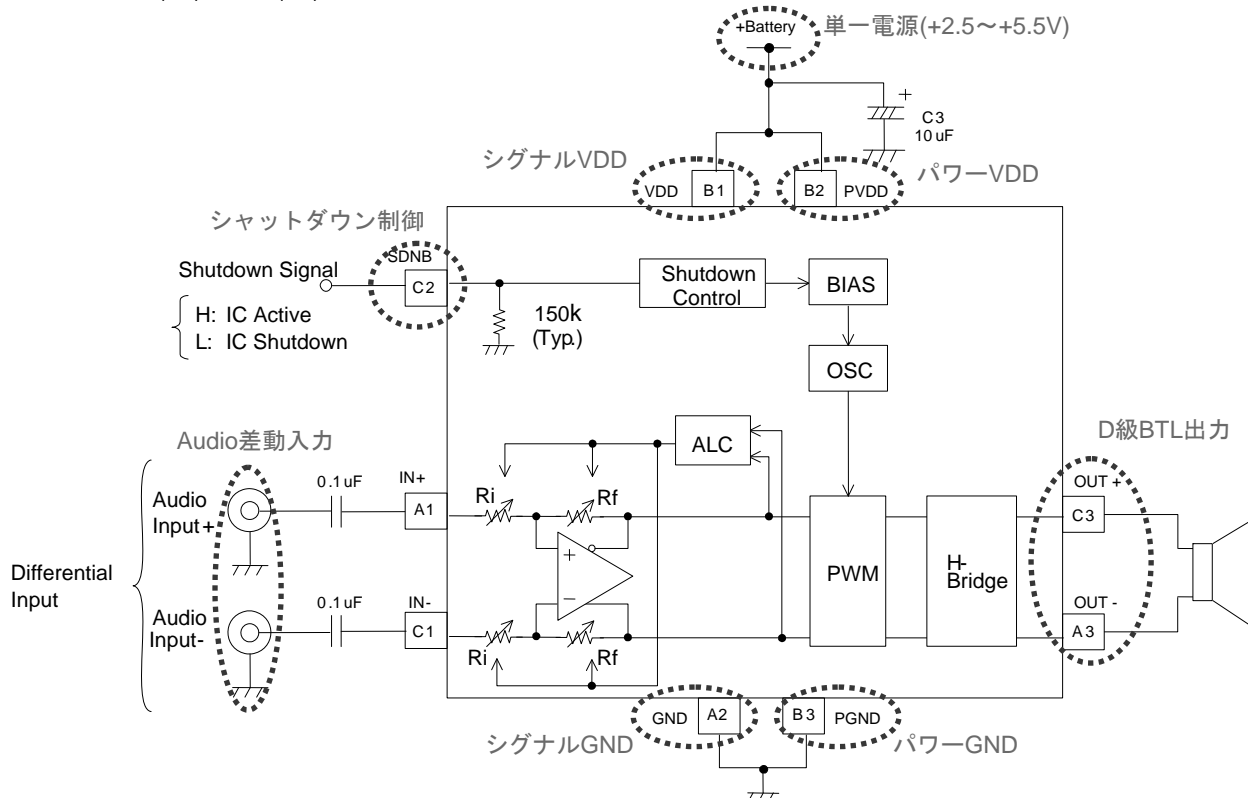 +Battery
単一電源(+2.5～+5.5V)
+
C3
10uF
シグナルVDD
パワーVDD
VDD
B1
B2
PVDD
シャットダウン制御
SDNB
Shutdown Signal
C2
H: IC Active
L: IC Shutdown
150k
(Typ.)
Shutdown
Control
BIAS
OSC
Audio差動入力
ALC
D級BTL出力
Audio
Input+
0.1uF
IN+
A1
Ri
Rf
OUT +
C3
+
−
PWM
H-
Bridge
Differential
Input
Audio
Input-
0.1uF
IN-
C1
Ri
Rf
OUT -
A3
GND
A2
B3
PGND
シグナルGND
パワーGND